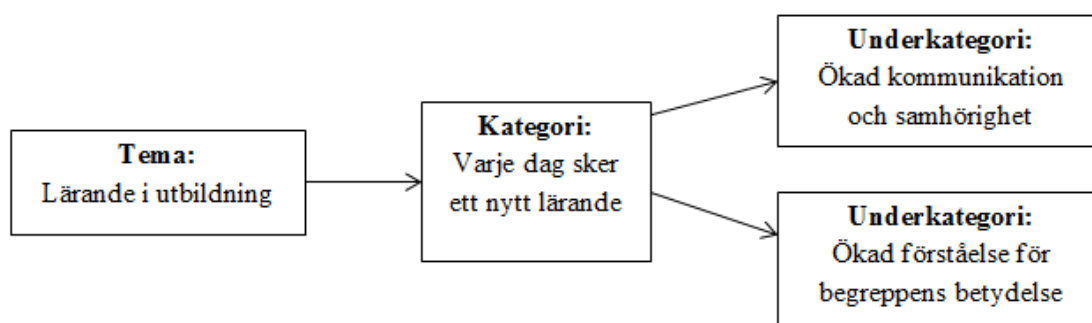 Tema:
Lärande i utbildning
Kategori:
Varje dag sker
ett nytt lärande
Underkategori:
Ökad kommunikation
och samhörighet
Underkategori:
Ökad förståelse för
begreppens betydelse